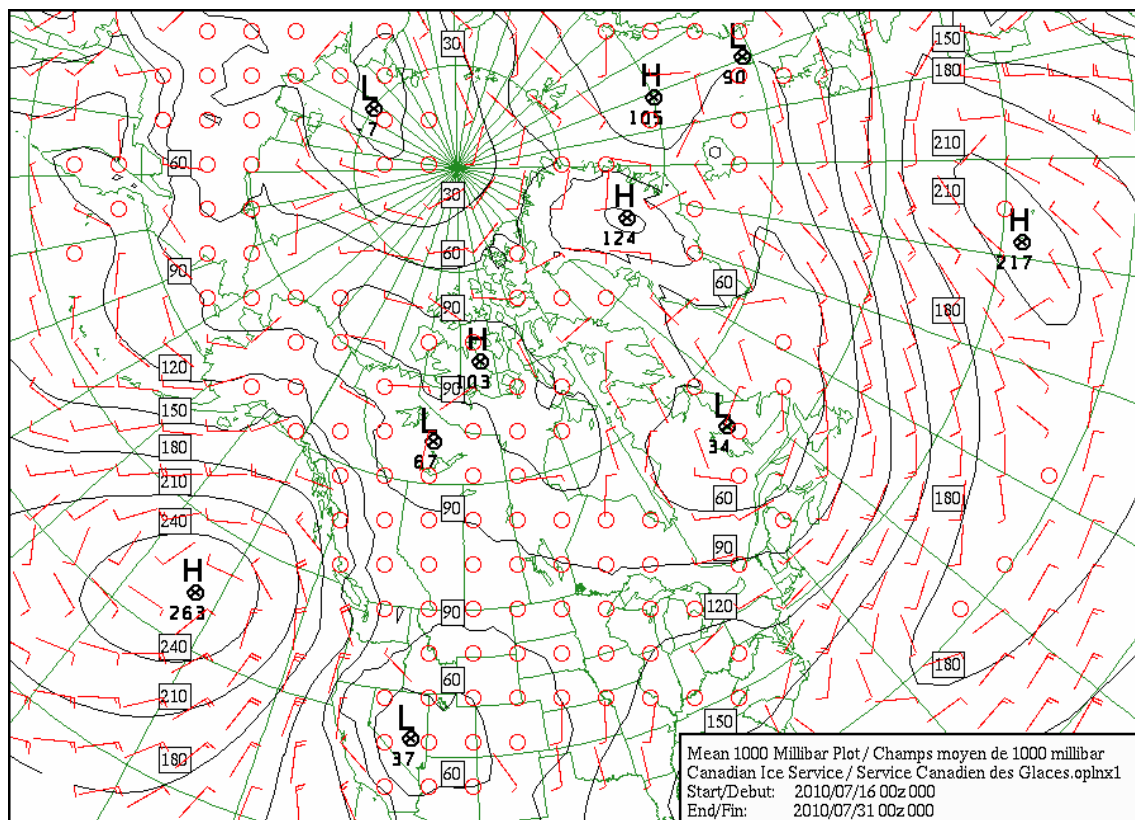 L
90
150
30
180
H
105
L
7
210
60
210
30
H
124
H
217
60
90
60
90
180
H
103
120
90
150
L
34
L
67
180
210
60
180
90
240
90
H
263
90
120
240
180
60
210
L
37
150
180
60
Mean 1000 Millibar Plot / Champs moyen de 1000 millibar
Canadian Ice Service / Service Canadien des Glaces.oplnx1
Start/Debut: 2010/07/16 00z 000
End/Fin: 2010/07/31 00z 000